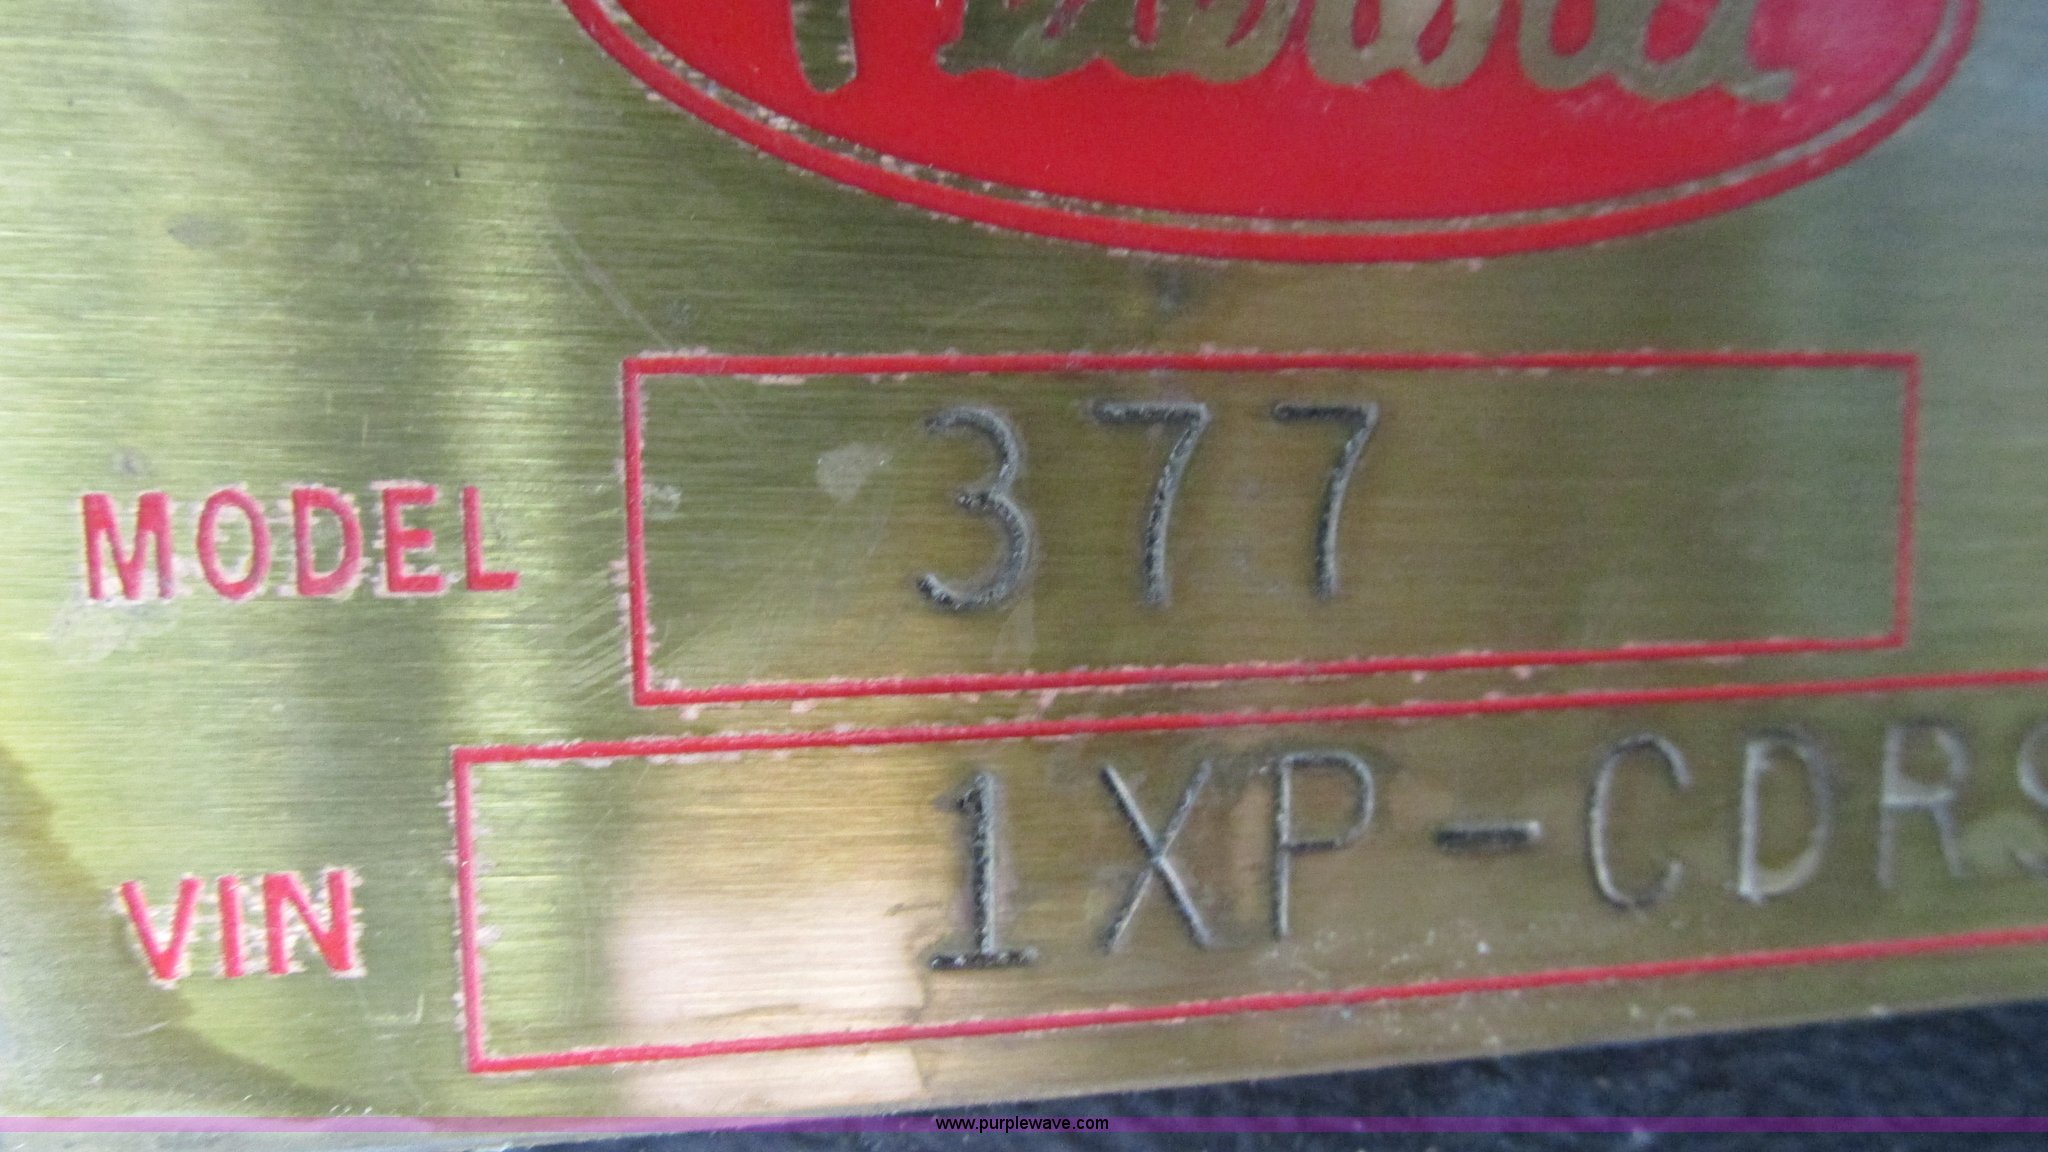 MODEL 377
VIN 1XP-CDRS
www.purplewave.com